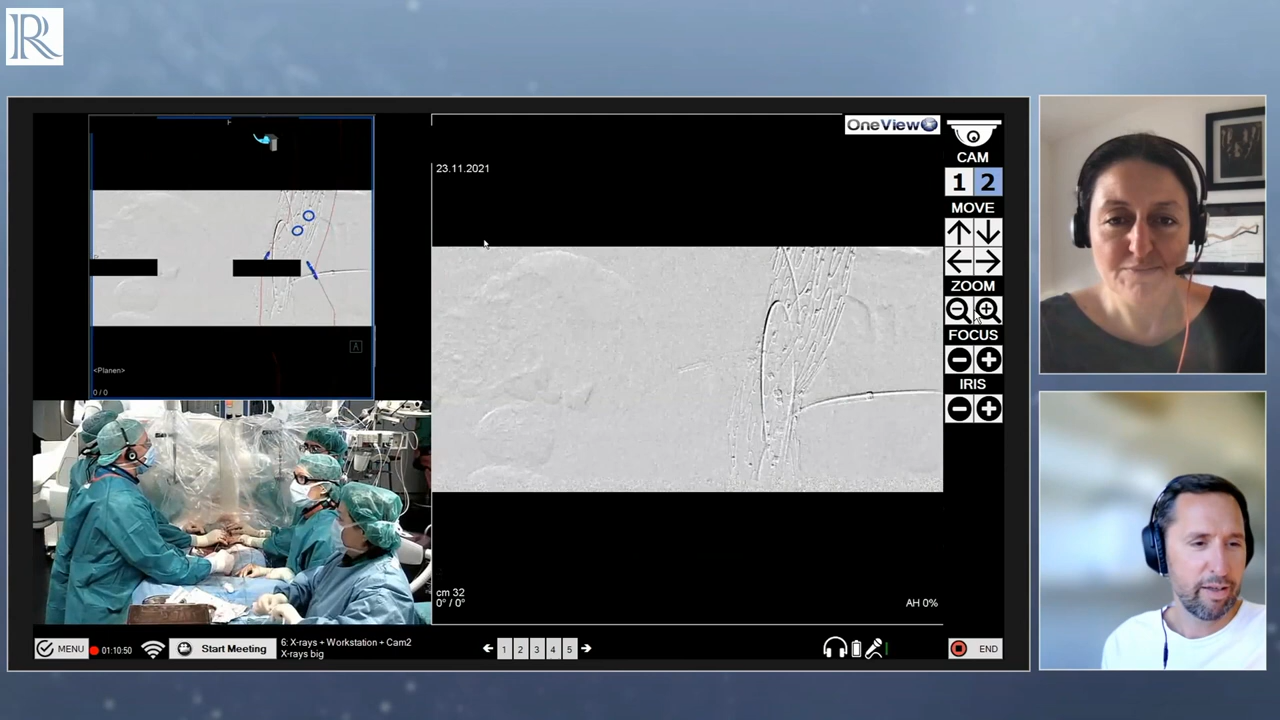 R
OneView
23.11.2021
CAM
1 2
MOVE
ZOOM
FOCUS
IRIS
A
<Planen>
0 / 0
cm 32
0° / 0°
AH 0%
MENU
01:10:50
Start Meeting
6: X-rays + Workstation + Cam2
X-rays big
1 2 3 4 5
END